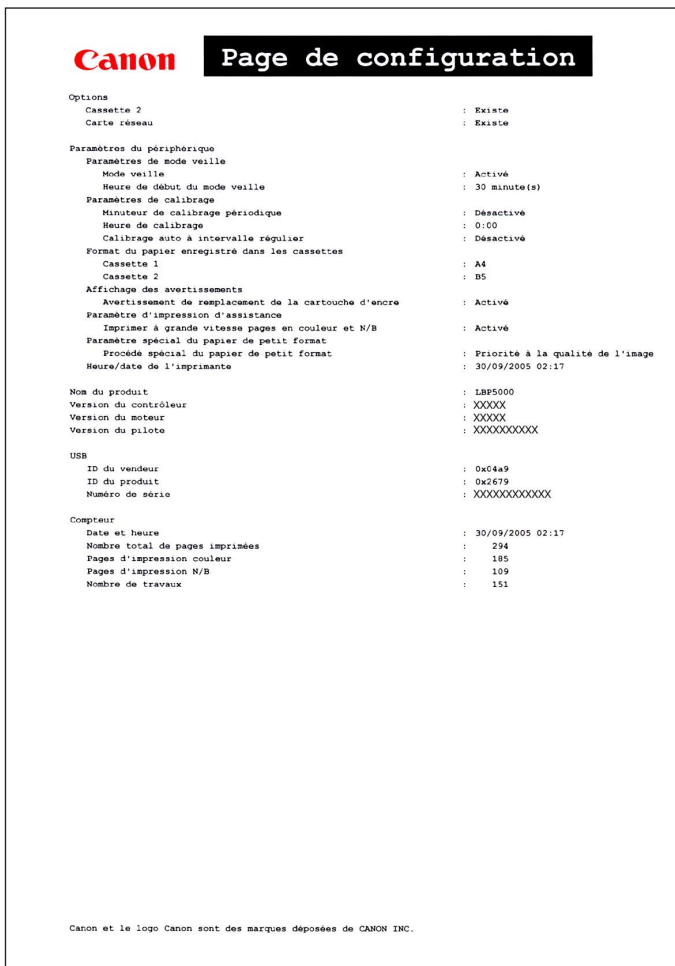 Canon Page de configuration
Options
Cassette 2 : Existe
Carte réseau : Existe
Paramètres du périphérique
Paramètres de mode veille
Mode veille : Activé
Heure de début du mode veille : 30 minute(s)
Paramètres de calibrage
Minuteur de calibrage périodique : Désactivé
Heure de calibrage : 0:00
Calibrage auto à intervalle régulier : Désactivé
Format du papier enregistré dans les cassettes
Cassette 1 : A4
Cassette 2 : B5
Affichage des avertissements
Avertissement de remplacement de la cartouche d'encre : Activé
Paramètre d'impression d'assistance
Imprimer à grande vitesse pages en couleur et N/B : Activé
Paramètre spécial du papier de petit format
Procédé spécial du papier de petit format : Priorité à la qualité de l'image
Heure/date de l'imprimante : 30/09/2005 02:17
Nom du produit : LBP5000
Version du contrôleur : XXXXX
Version du moteur : XXXXX
Version du pilote : XXXXXXXXXX
USB
ID du vendeur : 0x04a9
ID du produit : 0x2679
Numéro de série : XXXXXXXXXXXX
Compteur
Date et heure : 30/09/2005 02:17
Nombre total de pages imprimées : 294
Pages d'impression couleur : 185
Pages d'impression N/B : 109
Nombre de travaux : 151
Canon et le logo Canon sont des marques déposées de CANON INC.